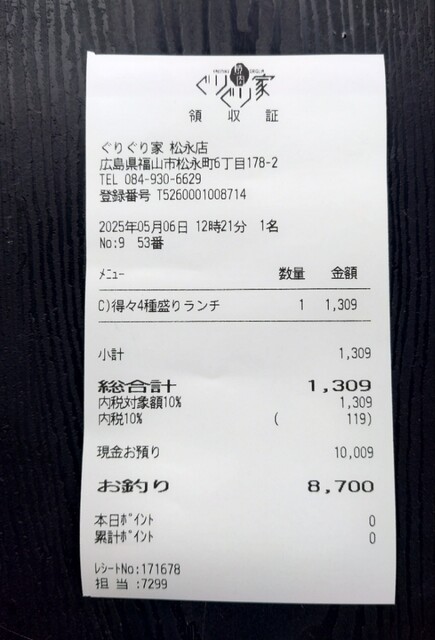 ぐりぐり家
領収証
ぐりぐり家 松永店
広島県福山市松永町6丁目178-2
TEL 084-930-6629
登録番号 T5260001008714
2025年05月06日 12時21分 1名
No:9 53番
ﾒﾆｭｰ 数量 金額
C)得々4種盛りランチ 1 1,309
小計 1,309
総合計 1,309
内税対象額10% 1,309
内税10% ( 119)
現金お預り 10,009
お釣り 8,700
本日ﾎﾟｲﾝﾄ 0
累計ﾎﾟｲﾝﾄ 0
ﾚｼｰﾄNo:171678
担 当 :7299